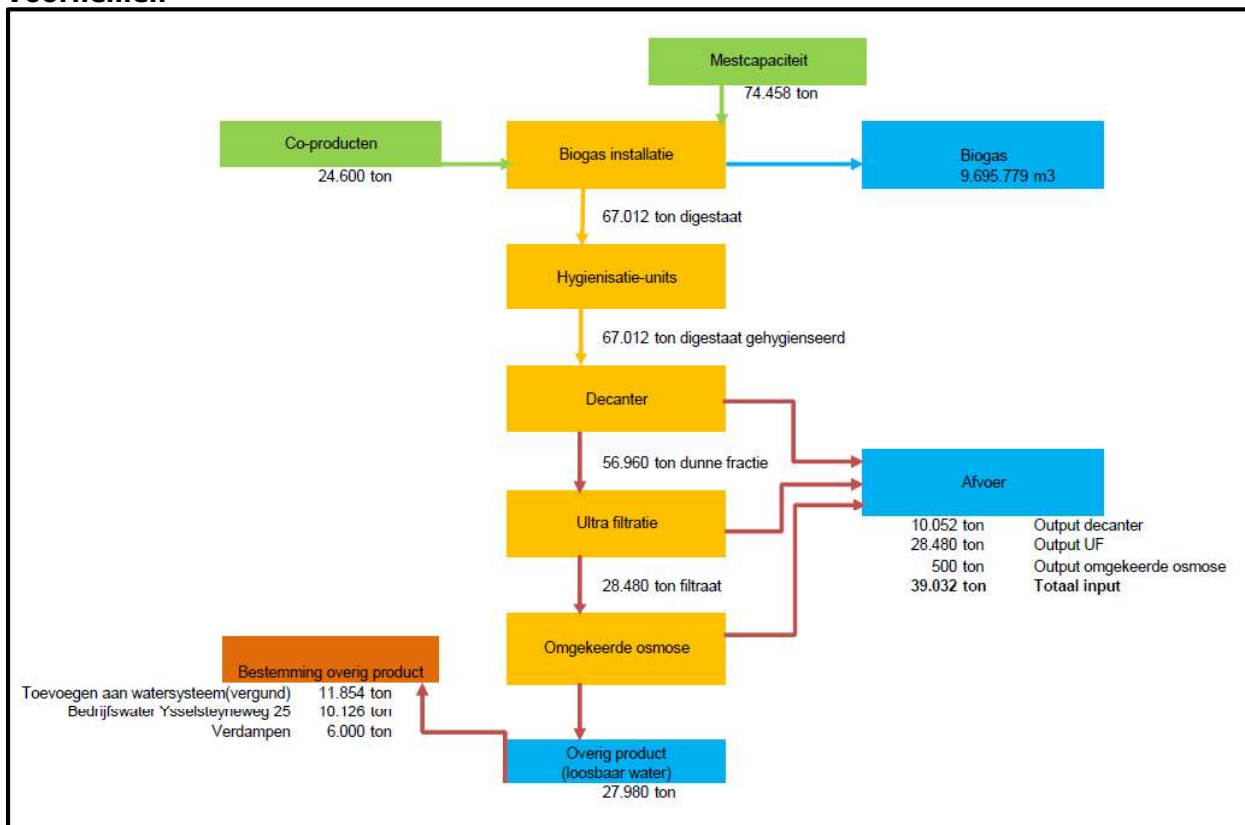 Mestcapaciteit
74.458 ton
Co-producten
24.600 ton
Biogas installatie
Biogas
9.695.779 m3
67.012 ton digestaat
Hygienisatie-units
67.012 ton digestaat gehygienseerd
Decanter
56.960 ton dunne fractie
Afvoer
10.052 ton Output decanter
28.480 ton Output UF
500 ton Output omgekeerde osmose
39.032 ton Totaal input
Ultra filtratie
28.480 ton filtraat
Omgekeerde osmose
Bestemming overig product
Toevoegen aan watersysteem(vergund) 11.854 ton
Bedrijfswater Ysselsteyneweg 25 10.126 ton
Verdampen 6.000 ton
Overig product
(loosbaar water)
27.980 ton